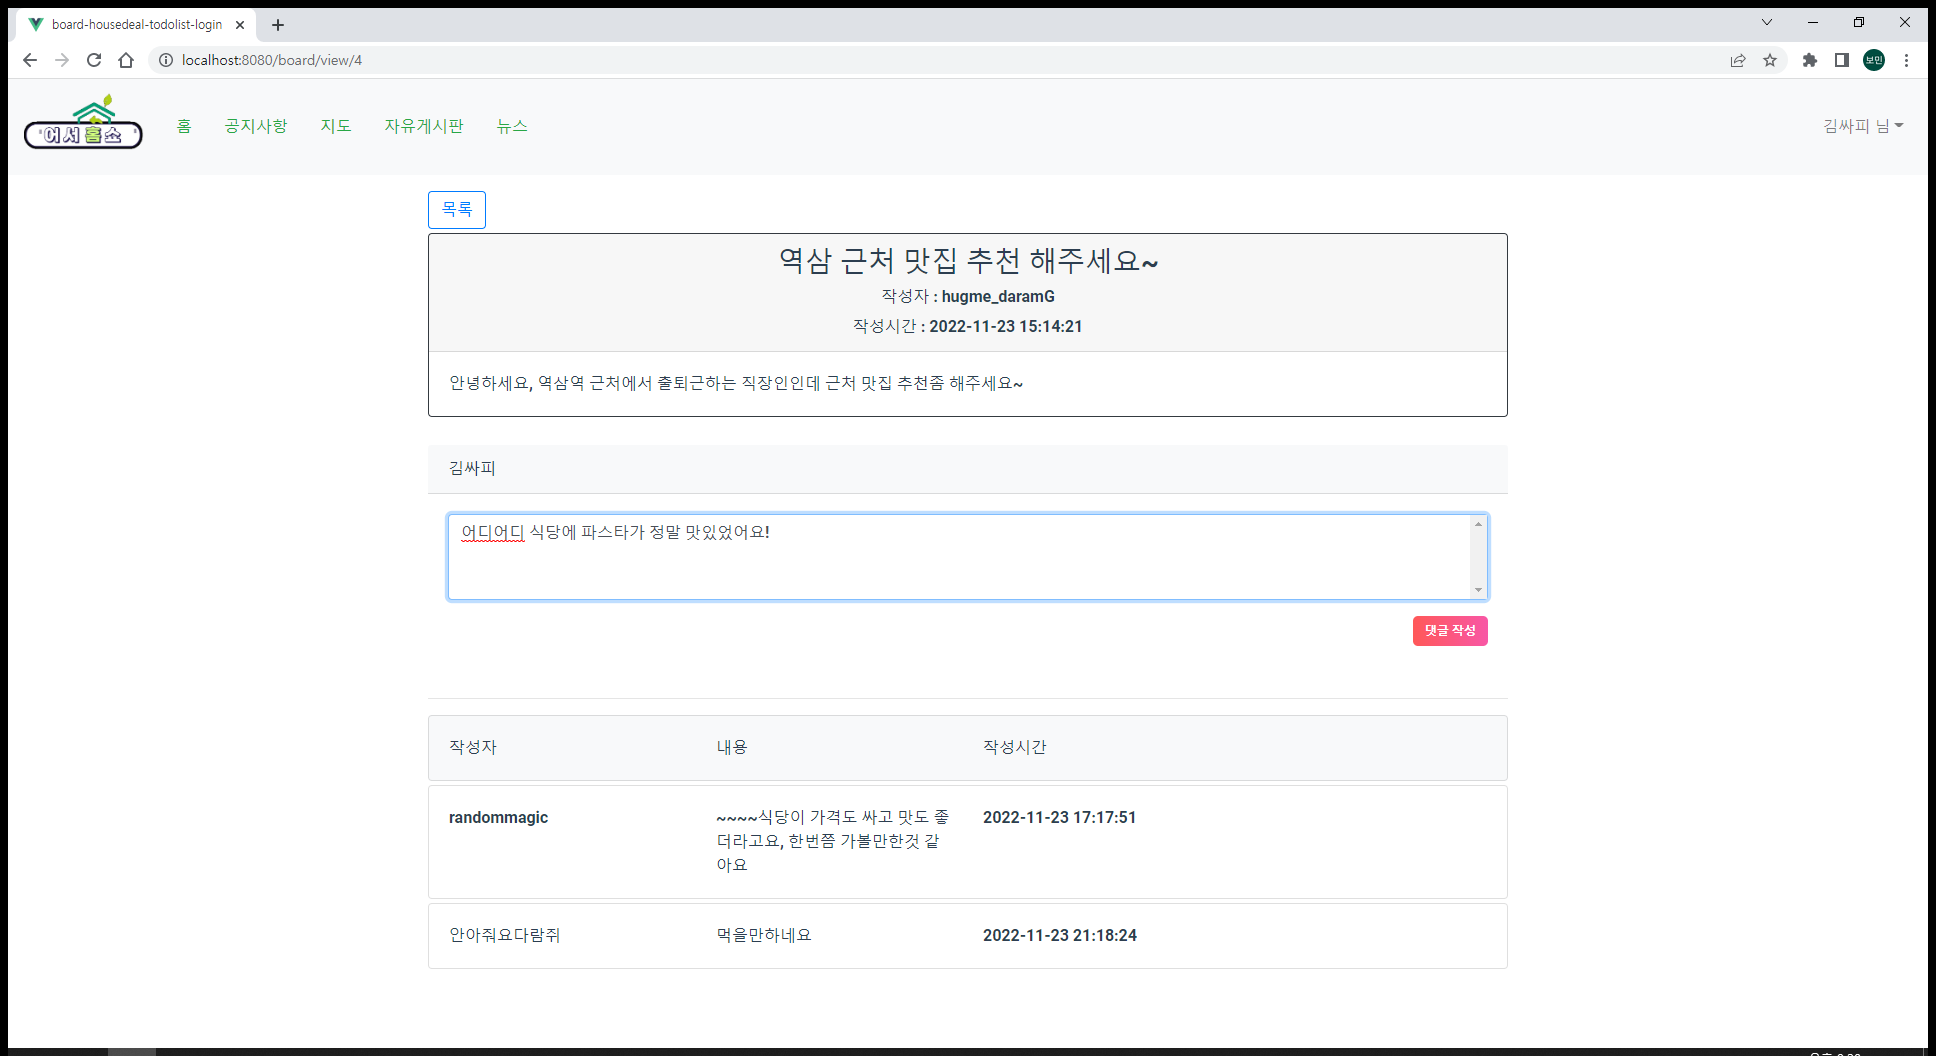 board-housedeal-todolist-login
localhost:8080/board/view/4
보민
어서홈소
홈 공지사항 지도 자유게시판 뉴스
김싸피 님
목록
역삼 근처 맛집 추천 해주세요~
작성자 : hugme_daramG
작성시간 : 2022-11-23 15:14:21
안녕하세요, 역삼역 근처에서 출퇴근하는 직장인인데 근처 맛집 추천좀 해주세요~
김싸피
어디어디 식당에 파스타가 정말 맛있었어요!
댓글 작성
작성자 내용 작성시간
randommagic ~~~~식당이 가격도 싸고 맛도 좋 2022-11-23 17:17:51
더라고요, 한번쯤 가볼만한것 같
아요
안아줘요다람쥐 먹을만하네요 2022-11-23 21:18:24